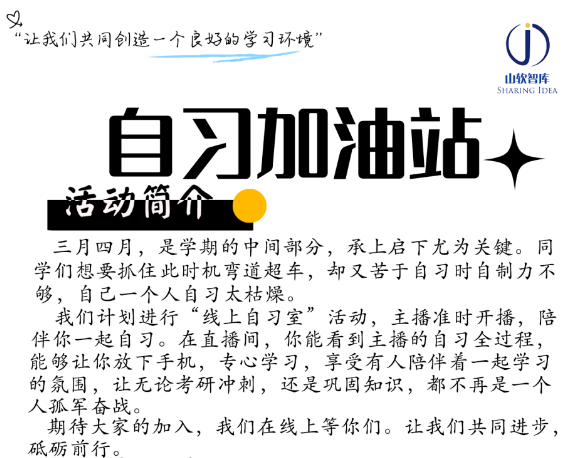 “让我们共同创造一个良好的学习环境”
山软智库
SHARING IDEA
自习加油站
活动简介
三月四月，是学期的中间部分，承上启下尤为关键。同
学们想要抓住此时机弯道超车，却又苦于自习时自制力不
够，自己一个人自习太枯燥。
我们计划进行“线上自习室”活动，主播准时开播，陪
伴你一起自习。在直播间，你能看到主播的自习全过程，
能够让你放下手机，专心学习，享受有人陪伴着一起学习
的氛围，让无论考研冲刺，还是巩固知识，都不再是一个
人孤军奋战。
期待大家的加入，我们在线上等你们。让我们共同进步，
砥砺前行。